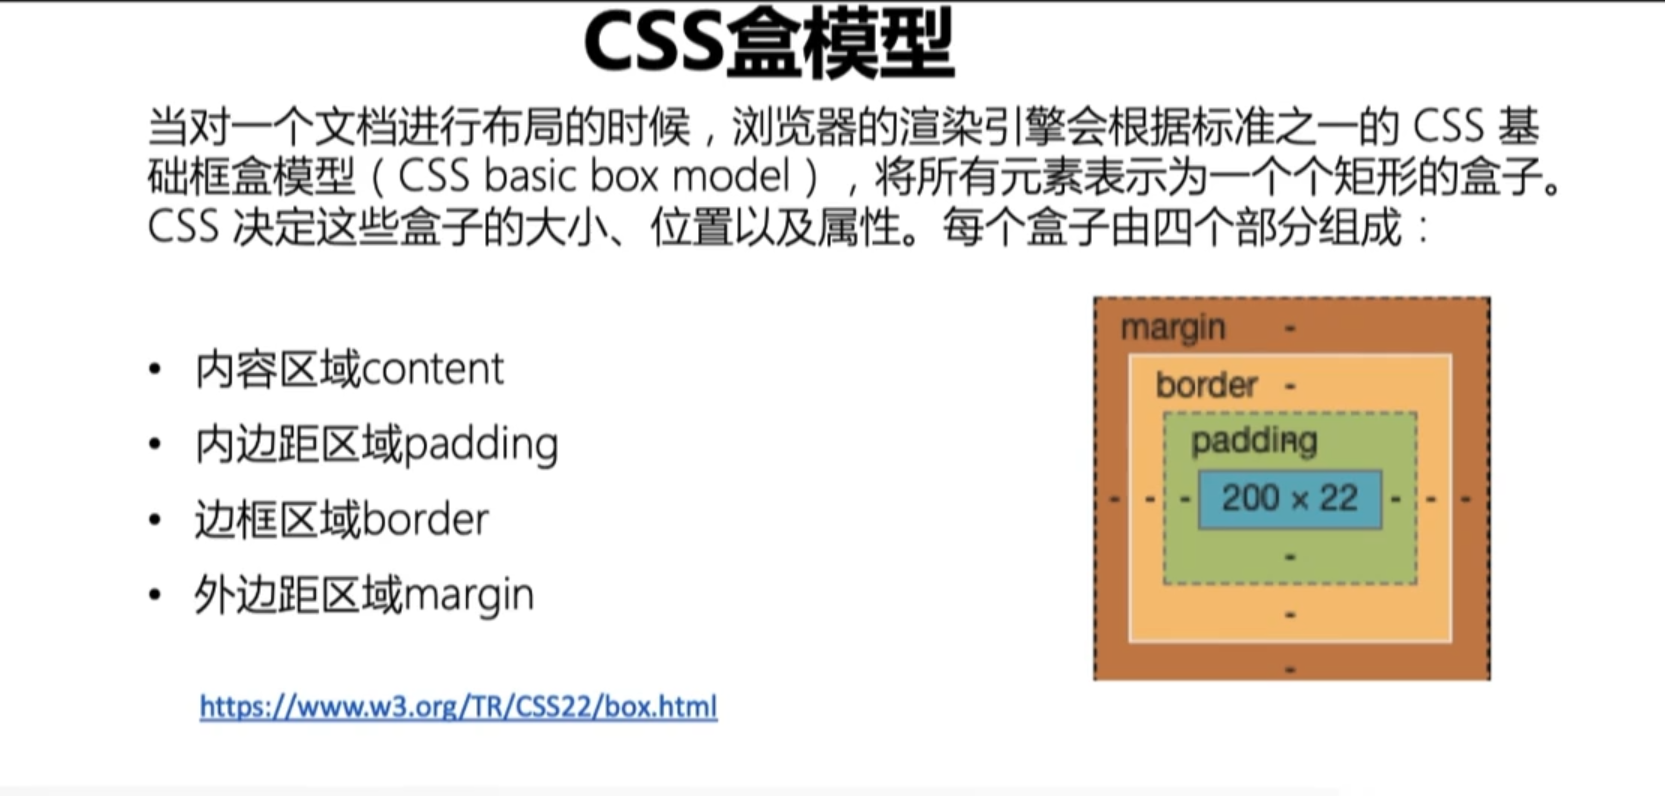 CSS盒模型
当对一个文档进行布局的时候，浏览器的渲染引擎会根据标准之一的 CSS 基
础框盒模型（CSS basic box model），将所有元素表示为一个个矩形的盒子。
CSS 决定这些盒子的大小、位置以及属性。每个盒子由四个部分组成：
• 内容区域content
• 内边距区域padding
• 边框区域border
• 外边距区域margin
https://www.w3.org/TR/CSS22/box.html
margin -
border -
padding -
- - - 200 × 22 - - -
-
-
-